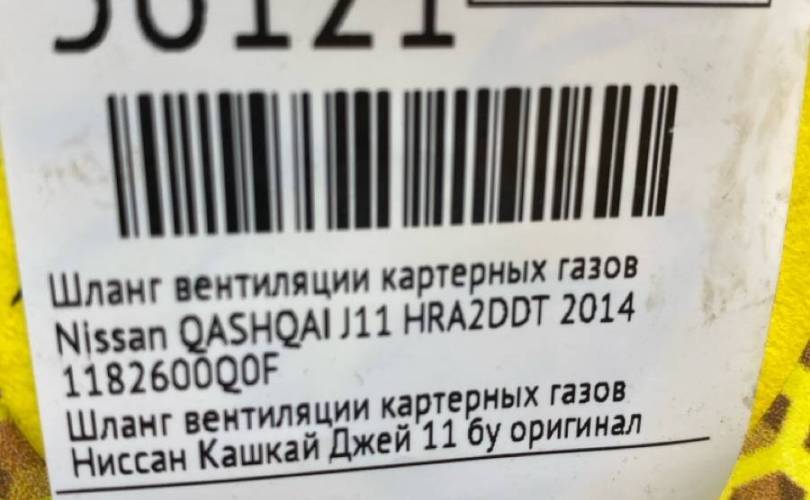 Шланг вентиляции картерных газов
Nissan QASHQAI J11 HRA2DDT 2014
1182600Q0F
Шланг вентиляции картерных газов
Ниссан Кашкай Джей 11 бу оригинал